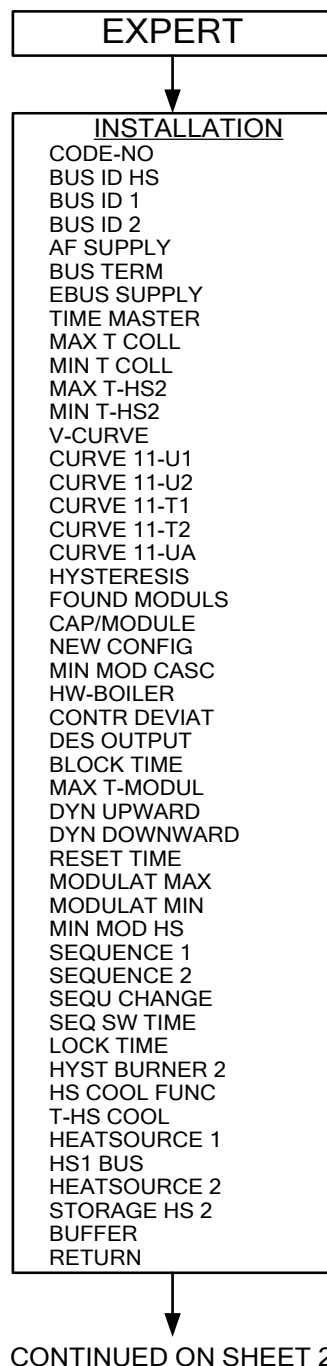 EXPERT
INSTALLATION
CODE-NO
BUS ID HS
BUS ID 1
BUS ID 2
AF SUPPLY
BUS TERM
EBUS SUPPLY
TIME MASTER
MAX T COLL
MIN T COLL
MAX T-HS2
MIN T-HS2
V-CURVE
CURVE 11-U1
CURVE 11-U2
CURVE 11-T1
CURVE 11-T2
CURVE 11-UA
HYSTERESIS
FOUND MODULS
CAP/MODULE
NEW CONFIG
MIN MOD CASC
HW-BOILER
CONTR DEVIAT
DES OUTPUT
BLOCK TIME
MAX T-MODUL
DYN UPWARD
DYN DOWNWARD
RESET TIME
MODULAT MAX
MODULAT MIN
MIN MOD HS
SEQUENCE 1
SEQUENCE 2
SEQU CHANGE
SEQ SW TIME
LOCK TIME
HYST BURNER 2
HS COOL FUNC
T-HS COOL
HEATSOURCE 1
HS1 BUS
HEATSOURCE 2
STORAGE HS 2
BUFFER
RETURN
CONTINUED ON SHEET 2